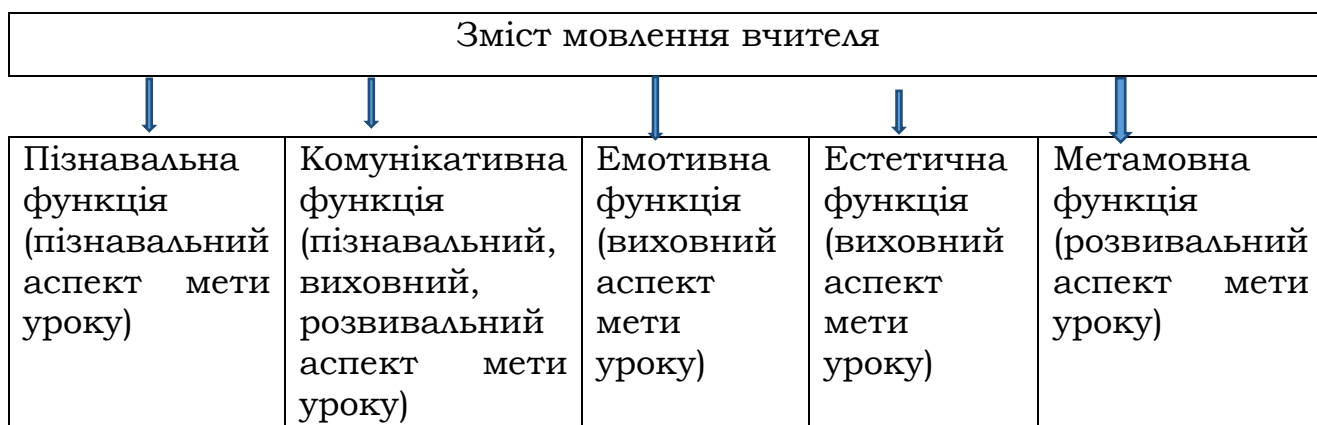 Зміст мовлення вчителя
Пізнавальна
функція
(пізнавальний
аспект мети
уроку)
Комунікативна
функція
(пізнавальний,
виховний,
розвивальний
аспект мети
уроку)
Емотивна
функція
(виховний
аспект
мети
уроку)
Естетична
функція
(виховний
аспект
мети
уроку)
Метамовна
функція
(розвивальний
аспект мети
уроку)